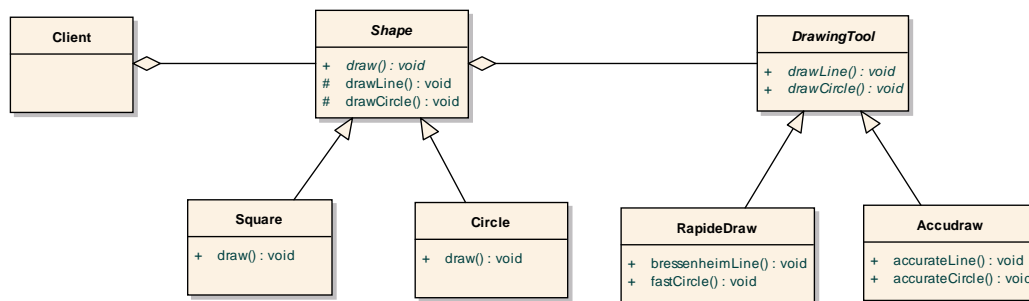 Client
Shape
+ draw() : void
# drawLine() : void
# drawCircle() : void
DrawingTool
+ drawLine() : void
+ drawCircle() : void
Square
+ draw() : void
Circle
+ draw() : void
RapideDraw
+ bressenheimLine() : void
+ fastCircle() : void
Accudraw
+ accurateLine() : void
+ accurateCircle() : void